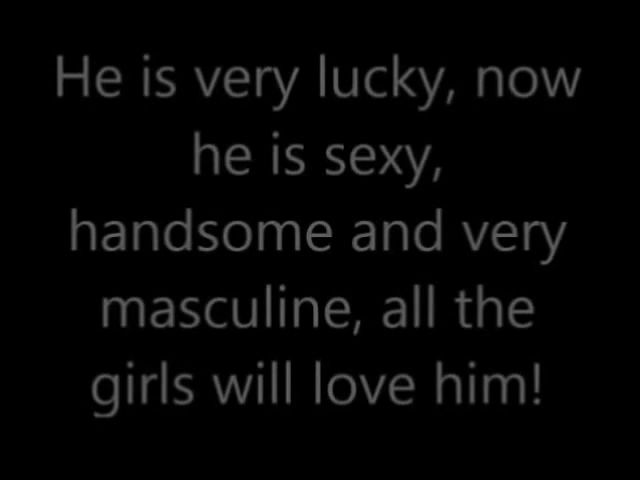 He is very lucky, now
he is sexy,
handsome and very
masculine, all the
girls will love him!